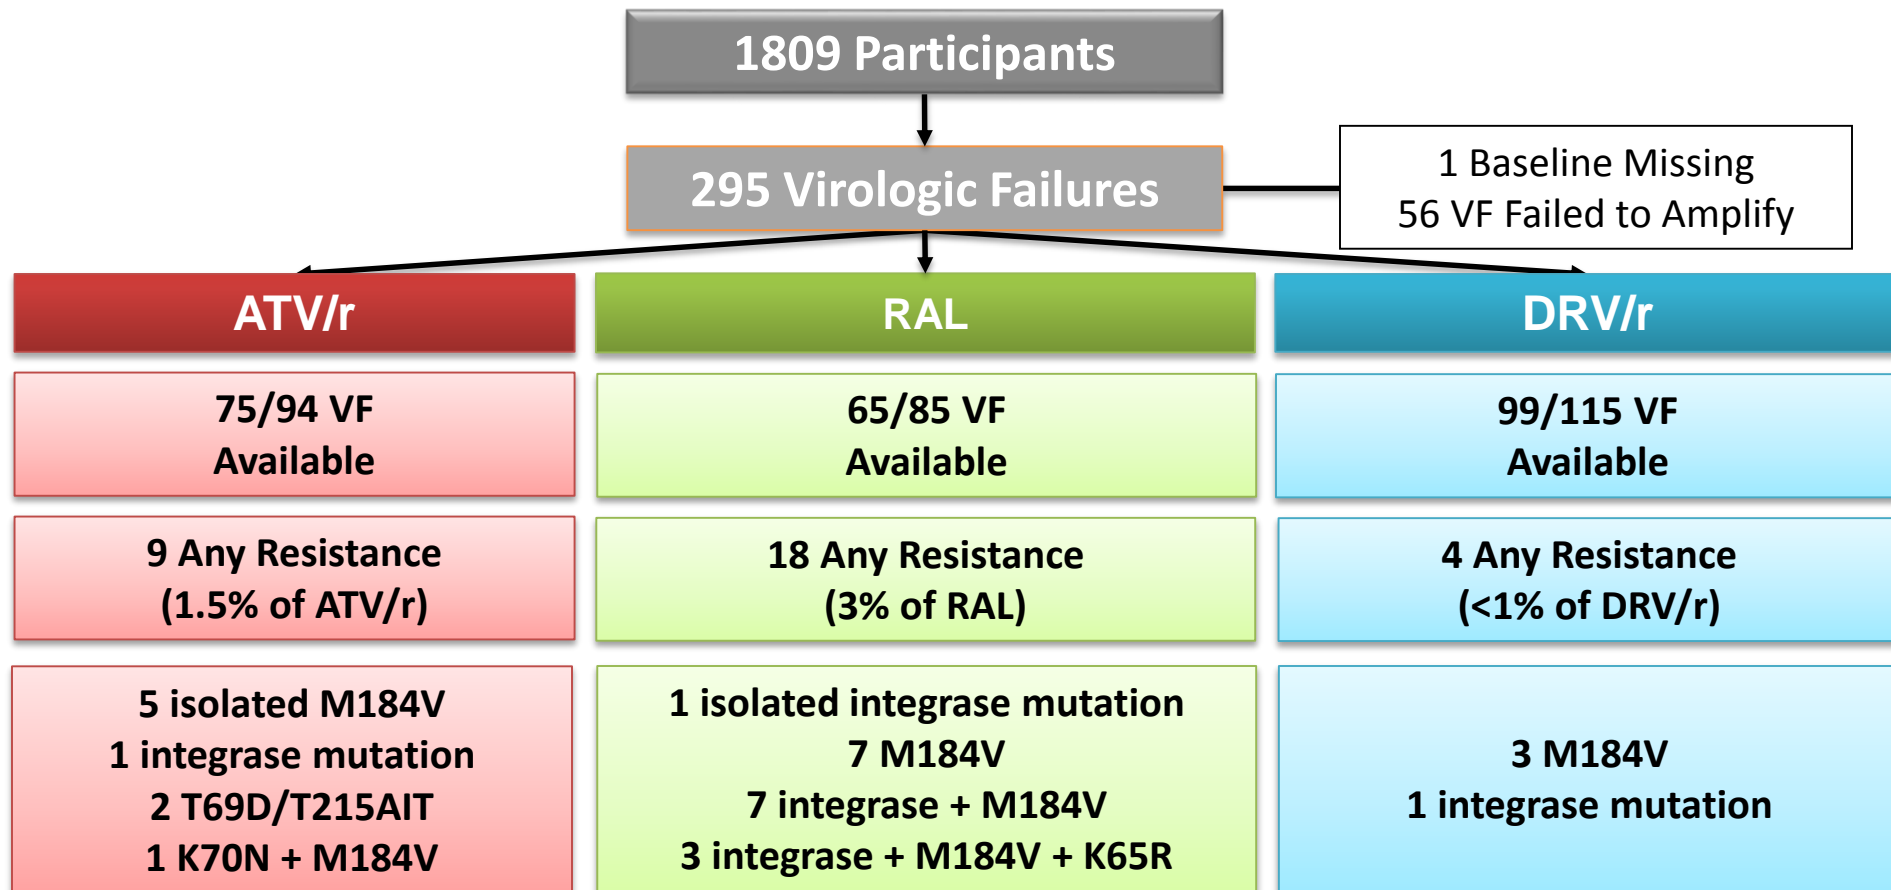 1809 Participants
295 Virologic Failures
1 Baseline Missing
56 VF Failed to Amplify
ATV/r
75/94 VF
Available
9 Any Resistance
(1.5% of ATV/r)
5 isolated M184V
1 integrase mutation
2 T69D/T215AIT
1 K70N + M184V
RAL
65/85 VF
Available
18 Any Resistance
(3% of RAL)
1 isolated integrase mutation
7 M184V
7 integrase + M184V
3 integrase + M184V + K65R
DRV/r
99/115 VF
Available
4 Any Resistance
(<1% of DRV/r)
3 M184V
1 integrase mutation